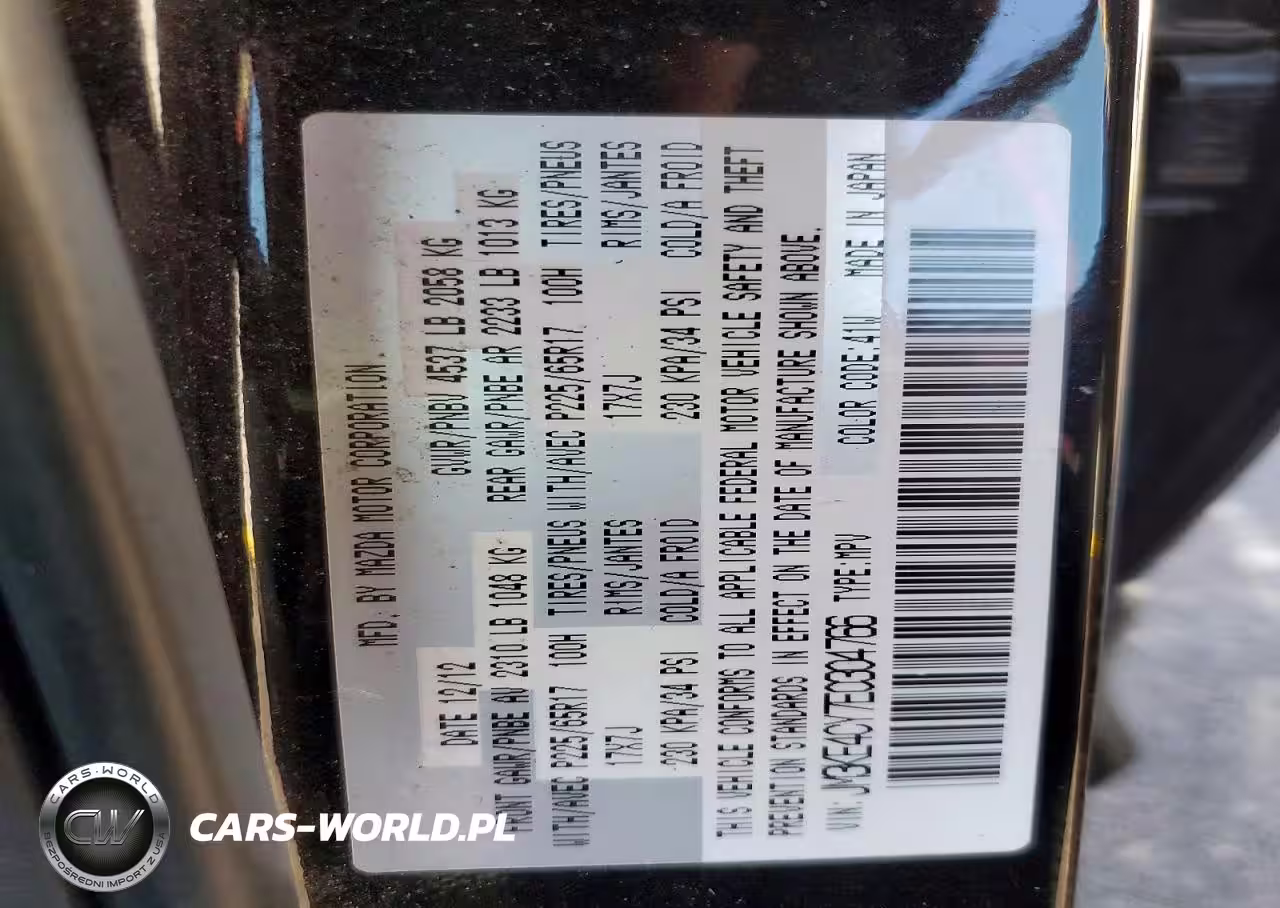 MFD. BY MAZDA MOTOR CORPORATION
DATE 12/12 GVWR/PNBV 4537 LB 2058 KG
FRONT GAWR/PNBE AV 2310 LB 1048 KG REAR GAWR/PNBE AR 2233 LB 1013 KG
WITH/AVEC P225/65R17 100H TIRES/PNEUS WITH/AVEC P225/65R17 100H TIRES/PNEUS
17X7J RIMS/JANTES 17X7J RIMS/JANTES
230 KPA/34 PSI COLD/A FROID 230 KPA/34 PSI COLD/A FROID
THIS VEHICLE CONFORMS TO ALL APPLICABLE FEDERAL MOTOR VEHICLE SAFETY AND THEFT
PREVENTION STANDARDS IN EFFECT ON THE DATE OF MANUFACTURE SHOWN ABOVE.
VIN: JM3KE4CY7E0304766 TYPE:MPV COLOR CODE:41W MADE IN JAPAN
CARS-WORLD
CW
BEZPOŚREDNI IMPORT Z USA
CARS-WORLD.PL